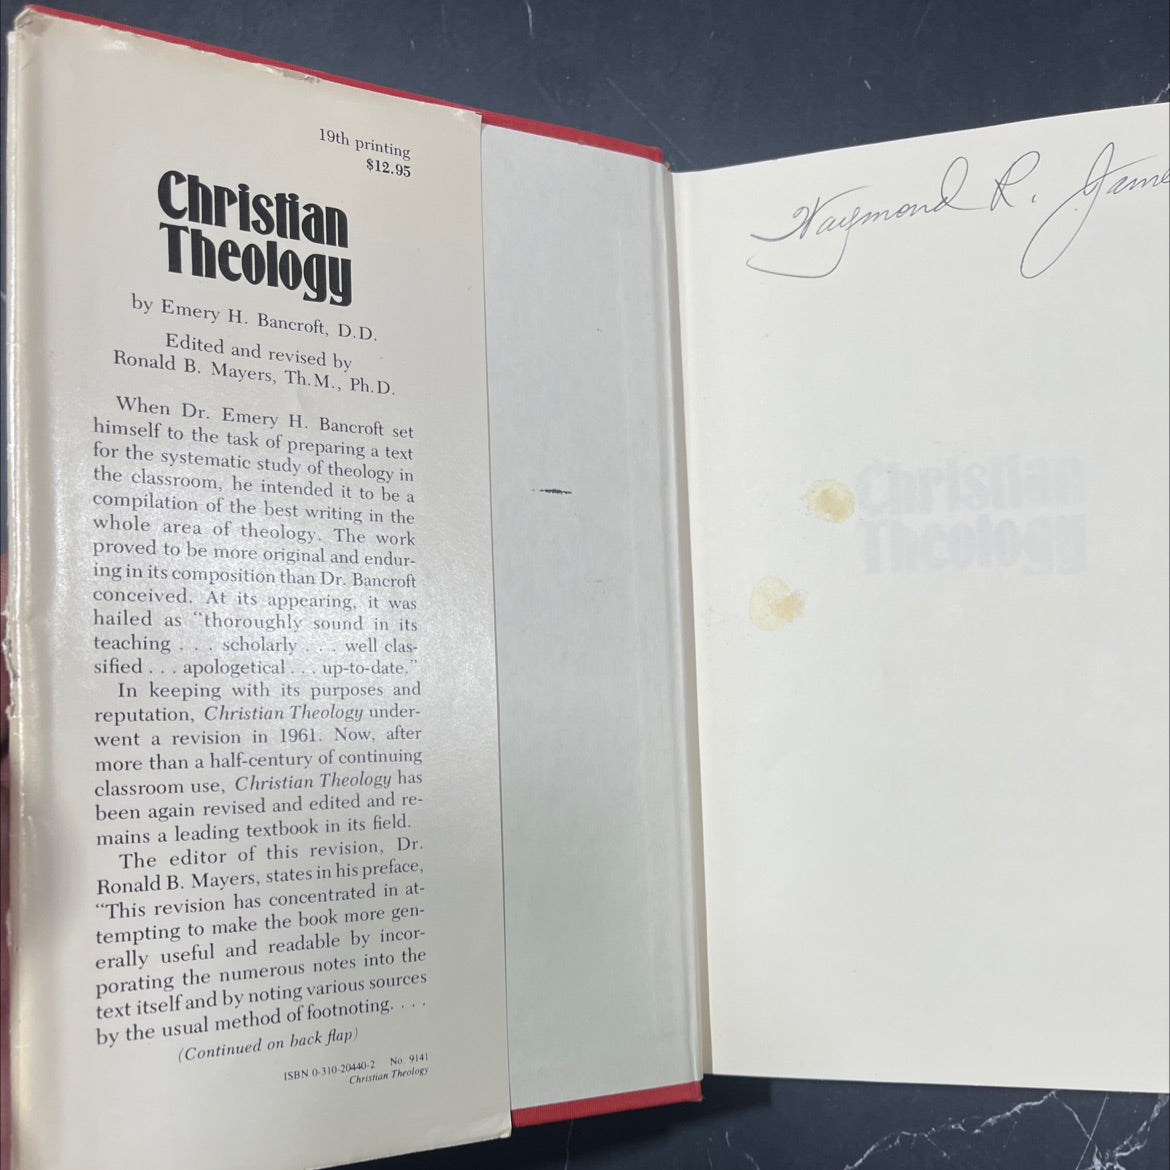 19th printing
$12.95
Christian
Theology
by Emery H. Bancroft, D.D.
Edited and revised by
Ronald B. Mayers, Th.M., Ph.D.
When Dr. Emery H. Bancroft set
himself to the task of preparing a text
for the systematic study of theology in
the classroom, he intended it to be a
compilation of the best writing in the
whole area of theology. The work
proved to be more original and endur-
ing in its composition than Dr. Bancroft
conceived. At its appearing, it was
hailed as “thoroughly sound in its
teaching . . . scholarly . . . well clas-
sified . . . apologetical . . . up-to-date.”
In keeping with its purposes and
reputation, Christian Theology under-
went a revision in 1961. Now, after
more than a half-century of continuing
classroom use, Christian Theology has
been again revised and edited and re-
mains a leading textbook in its field.
The editor of this revision, Dr.
Ronald B. Mayers, states in his preface,
“This revision has concentrated in at-
tempting to make the book more gen-
erally useful and readable by incor-
porating the numerous notes into the
text itself and by noting various sources
by the usual method of footnoting. . . .
(Continued on back flap)
ISBN 0-310-20440-2 No. 9141
Christian Theology
Raymond R. Jame
Christian
Theology